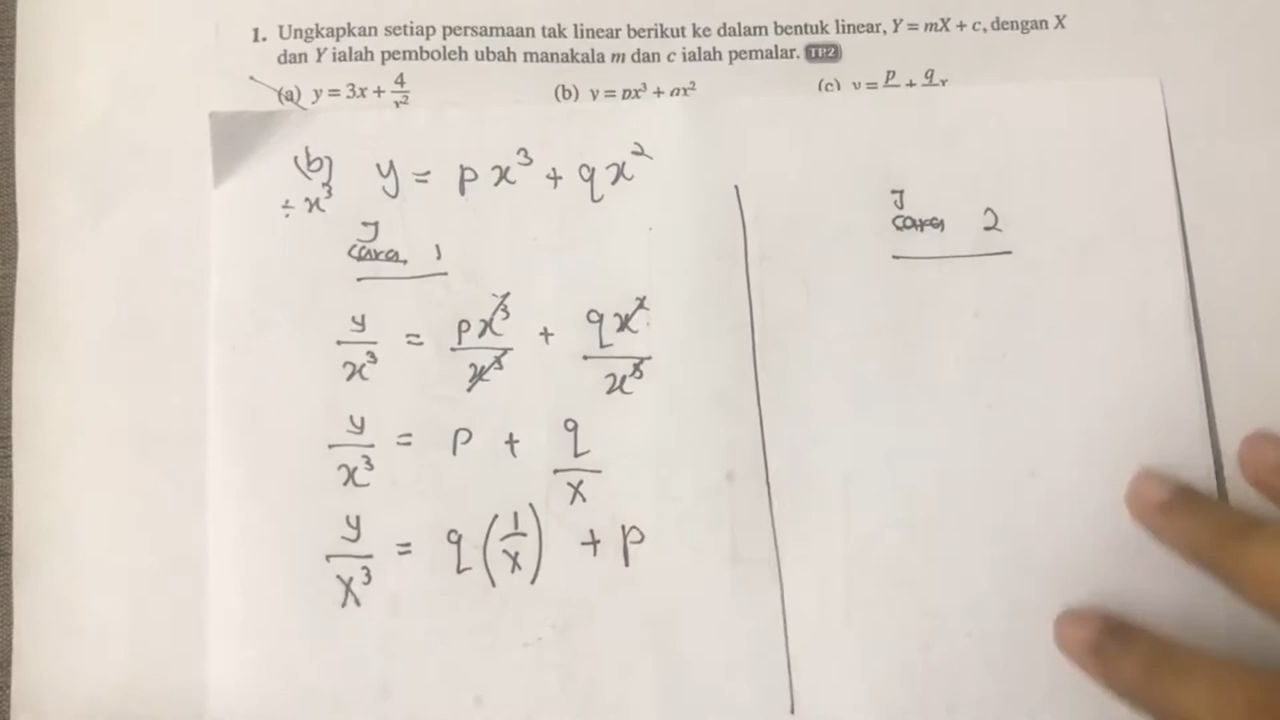 1. Ungkapkan setiap persamaan tak linear berikut ke dalam bentuk linear, Y = mX + c, dengan X
dan Y ialah pemboleh ubah manakala m dan c ialah pemalar. TP2
(a) y = 3x + 4/x²
(b) y = px³ + qx²
(c) y = p + q
(b) y = px³ + qx²
÷ x³
Cara 1
y/x³ = px³/x³ + qx²/x³
y/x³ = p + q/x
y/x³ = q(1/x) + p
Cara 2